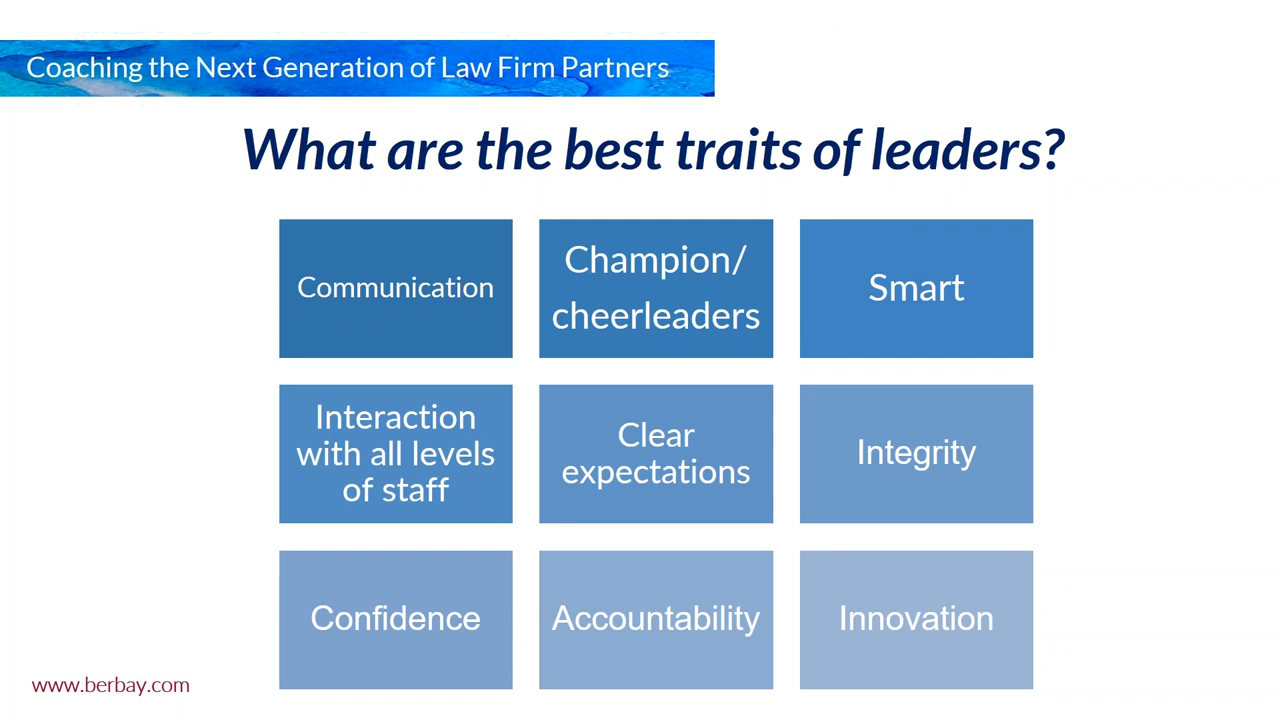 Coaching the Next Generation of Law Firm Partners
What are the best traits of leaders?
Communication
Champion/
cheerleaders
Smart
Interaction
with all levels
of staff
Clear
expectations
Integrity
Confidence
Accountability
Innovation
www.berbay.com